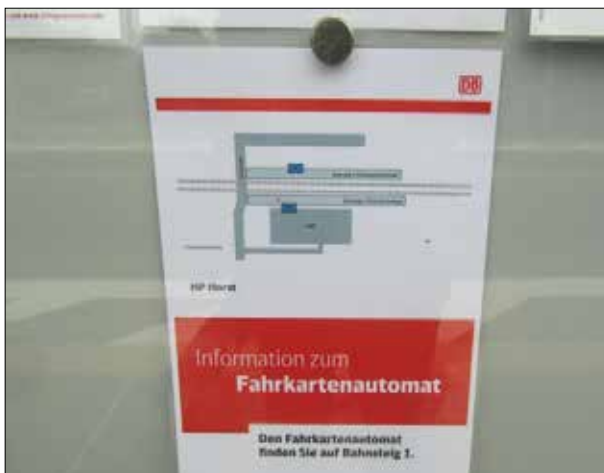 DB
HP Horst
Information zum
Fahrkartenautomat
Den Fahrkartenautomat
finden Sie auf Bahnsteig 1.